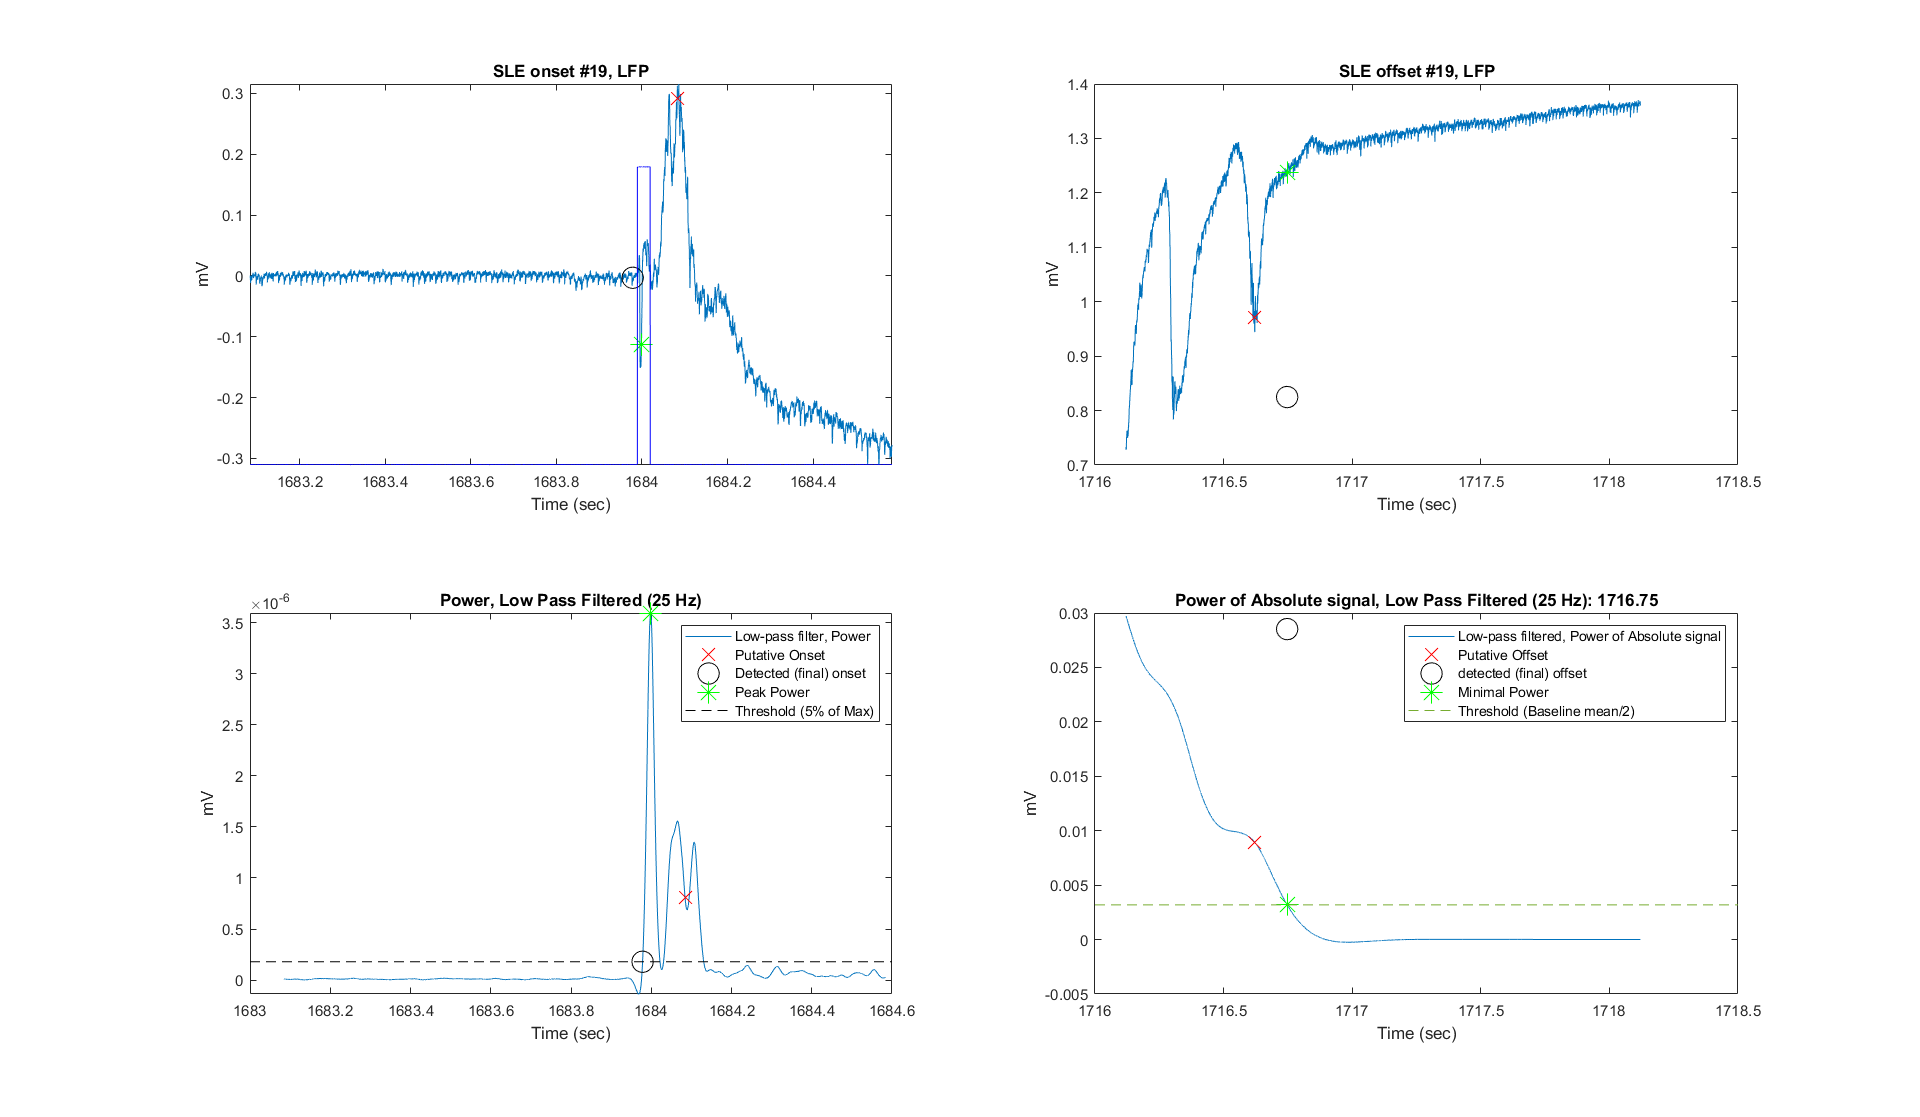 SLE onset #19, LFP
0.3
0.2
0.1
0
-0.1
-0.2
-0.3
mV
1683.2 1683.4 1683.6 1683.8 1684 1684.2 1684.4
Time (sec)
SLE offset #19, LFP
1.4
1.3
1.2
1.1
1
0.9
0.8
0.7
mV
1716 1716.5 1717 1717.5 1718 1718.5
Time (sec)
Power, Low Pass Filtered (25 Hz)
×10-6
3.5
3
2.5
2
1.5
1
0.5
0
mV
Low-pass filter, Power
Putative Onset
Detected (final) onset
Peak Power
Threshold (5% of Max)
1683 1683.2 1683.4 1683.6 1683.8 1684 1684.2 1684.4 1684.6
Time (sec)
Power of Absolute signal, Low Pass Filtered (25 Hz): 1716.75
0.03
0.025
0.02
0.015
0.01
0.005
0
-0.005
mV
Low-pass filtered, Power of Absolute signal
Putative Offset
detected (final) offset
Minimal Power
Threshold (Baseline mean/2)
1716 1716.5 1717 1717.5 1718 1718.5
Time (sec)